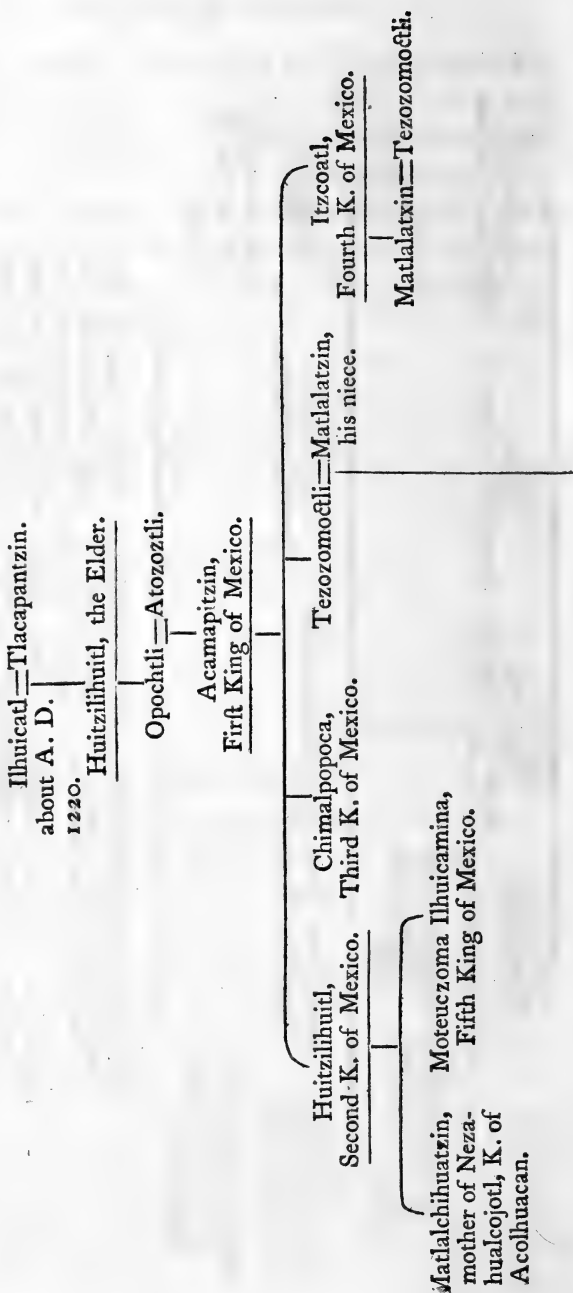 Ilhuicatl=Tlacapantzin.
about A. D.
1220.
Huitzilihuitl, the Elder.
Opochtli=Atozoztli.
Acamapitzin,
Firſt King of Mexico.
Huitzilihuitl,
Second K. of Mexico.
Chimalpopoca,
Third K. of Mexico.
Tezozomoctli=Matlalatzin,
his niece.
Itzcoatl,
Fourth K. of Mexico.
Matlalatxin=Tezozomoctli.
Matlalchihuatzin,
mother of Neza-
hualcojotl, K. of
Acolhuacan.
Moteuczoma Ilhuicamina,
Fifth King of Mexico.